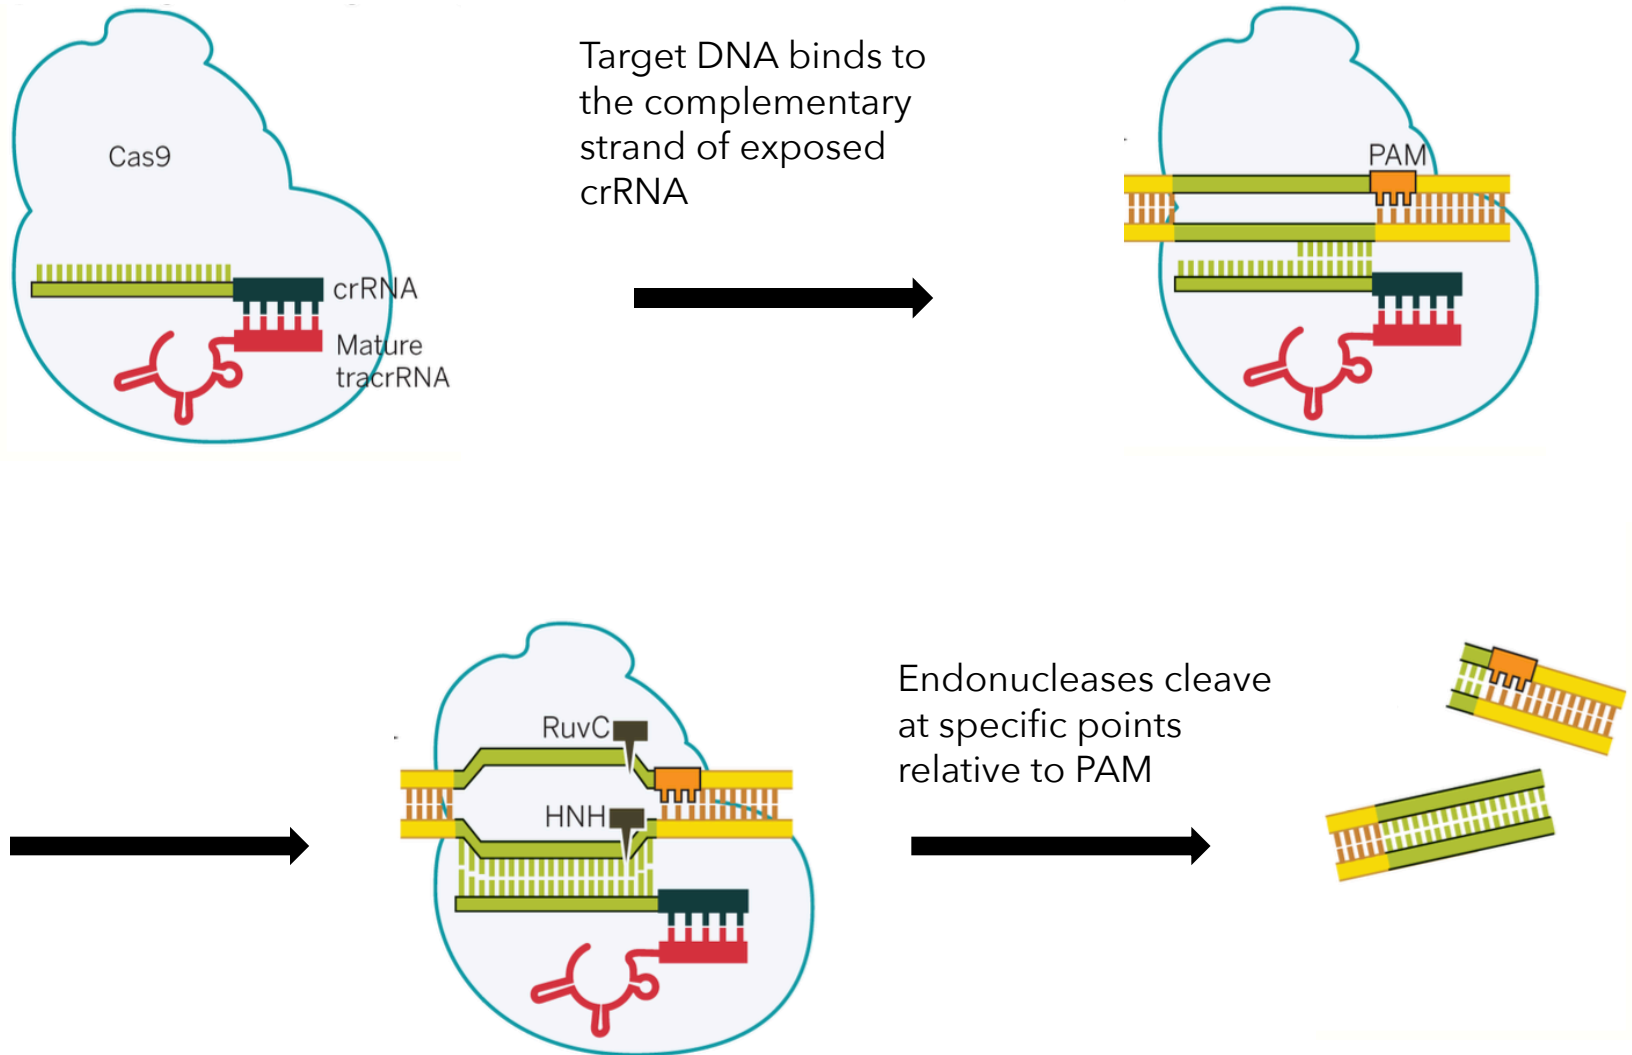 Cas9
crRNA
Mature
tracrRNA
Target DNA binds to
the complementary
strand of exposed
crRNA
PAM
RuvC
HNH
Endonucleases cleave
at specific points
relative to PAM